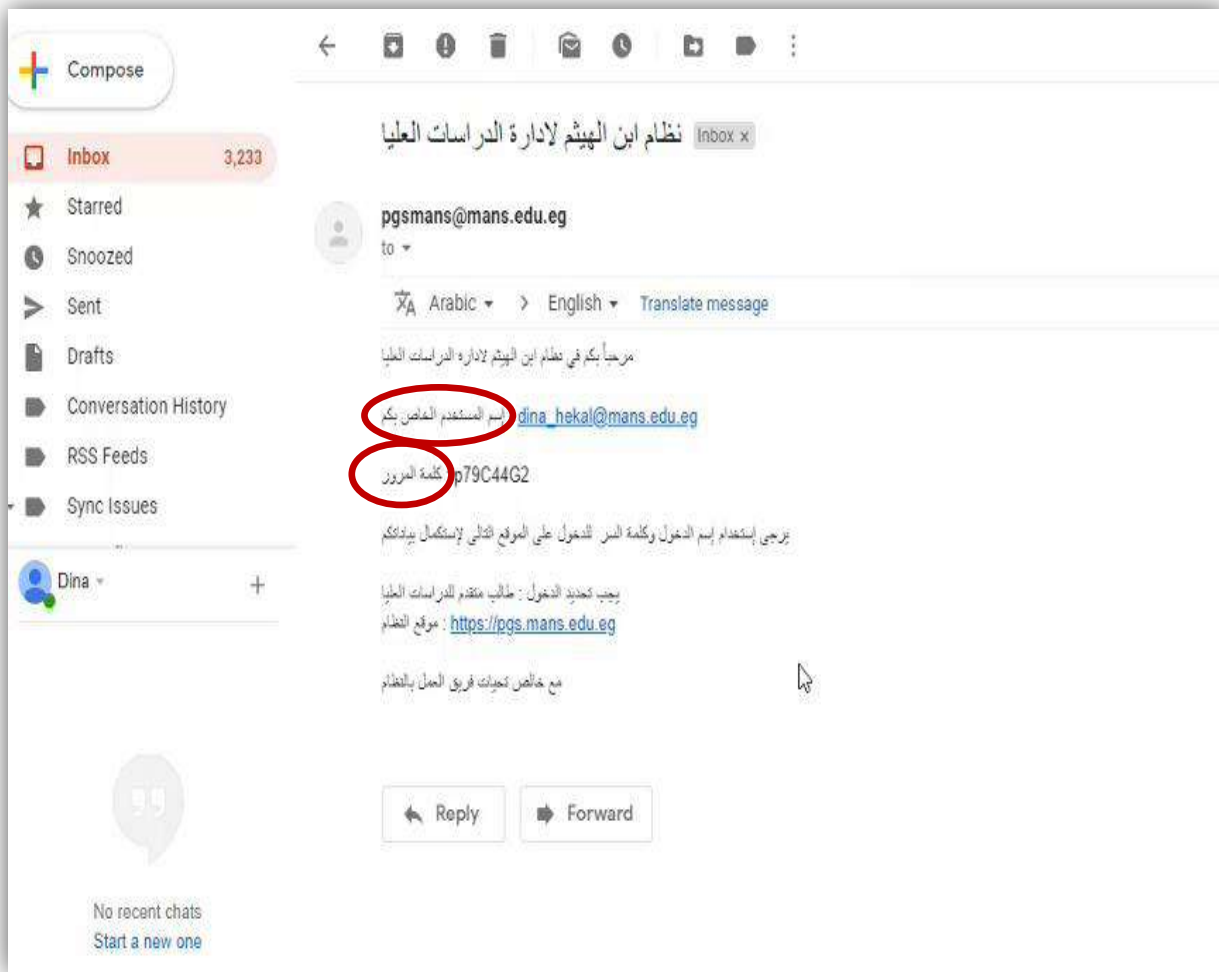 Compose
Inbox 3,233
Starred
Snoozed
Sent
Drafts
Conversation History
RSS Feeds
Sync Issues
Dina
No recent chats
Start a new one
نظام ابن الهيثم لادارة الدراسات العليا Inbox x
pgsmans@mans.edu.eg
to
Arabic > English Translate message
مرحباً بكم في نظام ابن الهيثم لادارة الدراسات العليا
إسم المستخدم الخاص بكم dina_hekal@mans.edu.eg
كلمة المرور p79C44G2
يرجى إستخدام إسم الدخول وكلمة السر للدخول على الموقع التالى لإستكمال بياناتكم
يجب تحديد الدخول : طالب متقدم للدراسات العليا
موقع النظام : https://pgs.mans.edu.eg
مع خالص تحيات فريق العمل بالنظام
Reply
Forward